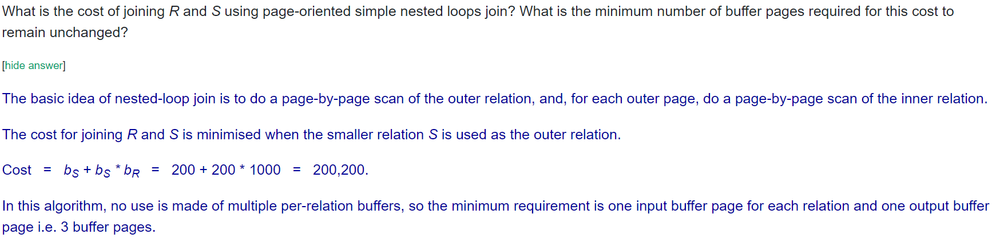 What is the cost of joining R and S using page-oriented simple nested loops join? What is the minimum number of buffer pages required for this cost to
remain unchanged?
[hide answer]
The basic idea of nested-loop join is to do a page-by-page scan of the outer relation, and, for each outer page, do a page-by-page scan of the inner relation.
The cost for joining R and S is minimised when the smaller relation S is used as the outer relation.
Cost = bS + bS * bR = 200 + 200 * 1000 = 200,200.
In this algorithm, no use is made of multiple per-relation buffers, so the minimum requirement is one input buffer page for each relation and one output buffer
page i.e. 3 buffer pages.